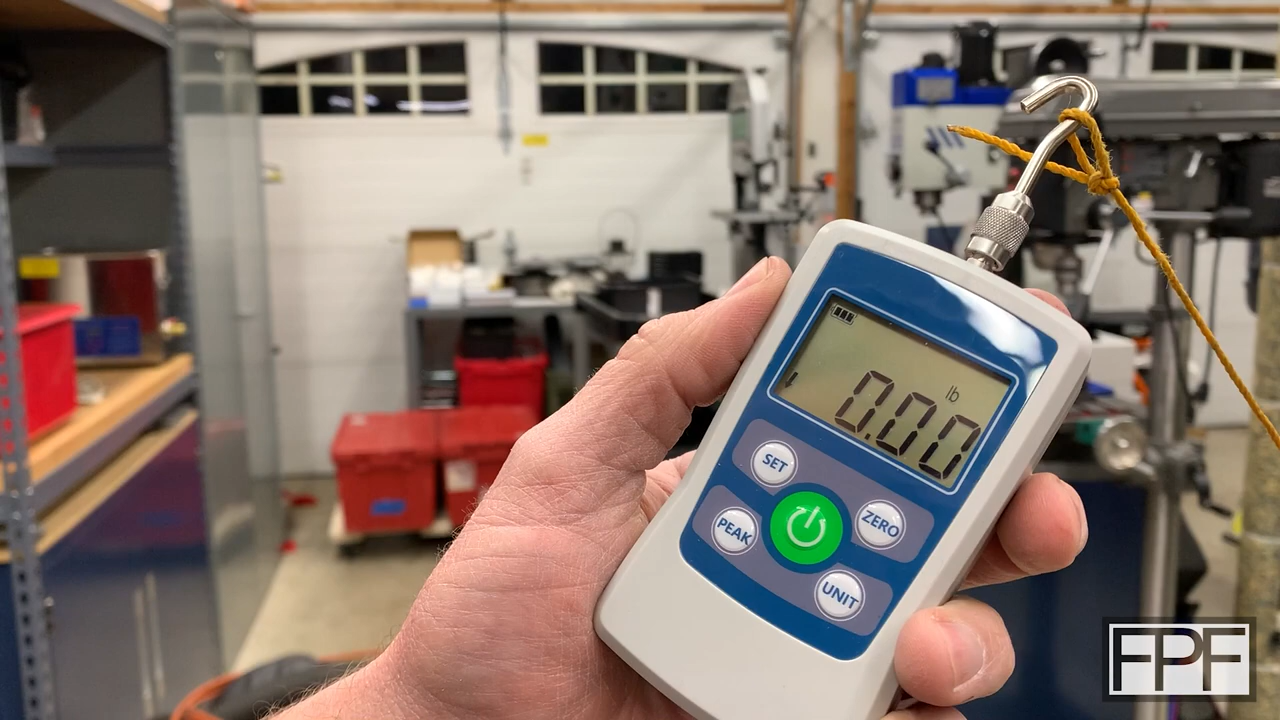 lb
0.00
SET
ZERO
PEAK
UNIT
FPF